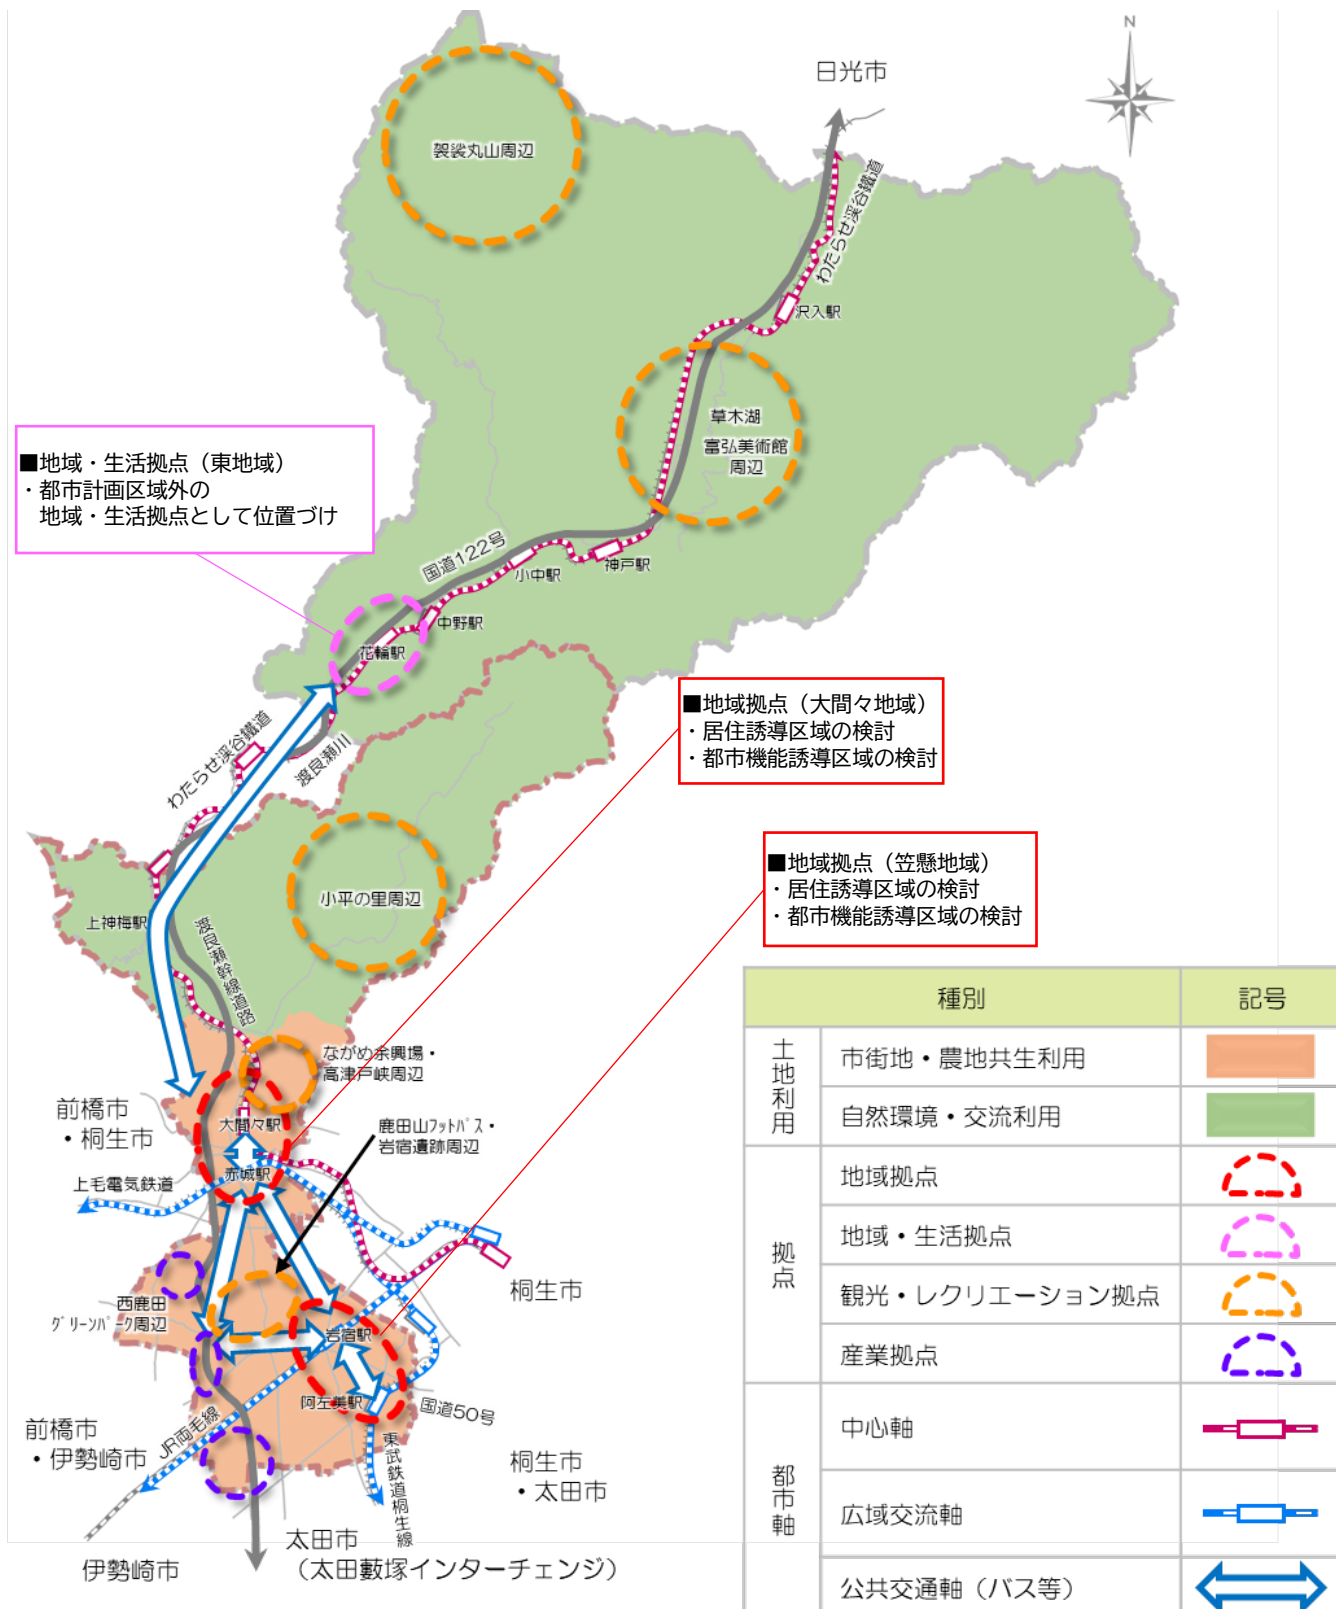 N
日光市
袈裟丸山周辺
わたらせ渓谷鐵道
沢入駅
草木湖
富弘美術館
周辺
■地域・生活拠点（東地域）
・都市計画区域外の
地域・生活拠点として位置づけ
国道122号
小中駅
神戸駅
中野駅
花輪駅
■地域拠点（大間々地域）
・居住誘導区域の検討
・都市機能誘導区域の検討
わたらせ渓谷鐵道
渡良瀬川
■地域拠点（笠懸地域）
・居住誘導区域の検討
・都市機能誘導区域の検討
小平の里周辺
上神梅駅
渡良瀬幹線道路
ながめ余興場・
高津戸峡周辺
前橋市
・桐生市
大間々駅
鹿田山フットパス・
岩宿遺跡周辺
赤城駅
上毛電気鉄道
桐生市
西鹿田
グリーンパーク周辺
岩宿駅
阿左美駅
国道50号
前橋市
・伊勢崎市
JR両毛線
東武鉄道桐生線
桐生市
・太田市
太田市
（太田藪塚インターチェンジ）
伊勢崎市
種別
記号
土地利用
市街地・農地共生利用
自然環境・交流利用
拠点
地域拠点
地域・生活拠点
観光・レクリエーション拠点
産業拠点
都市軸
中心軸
広域交流軸
公共交通軸（バス等）